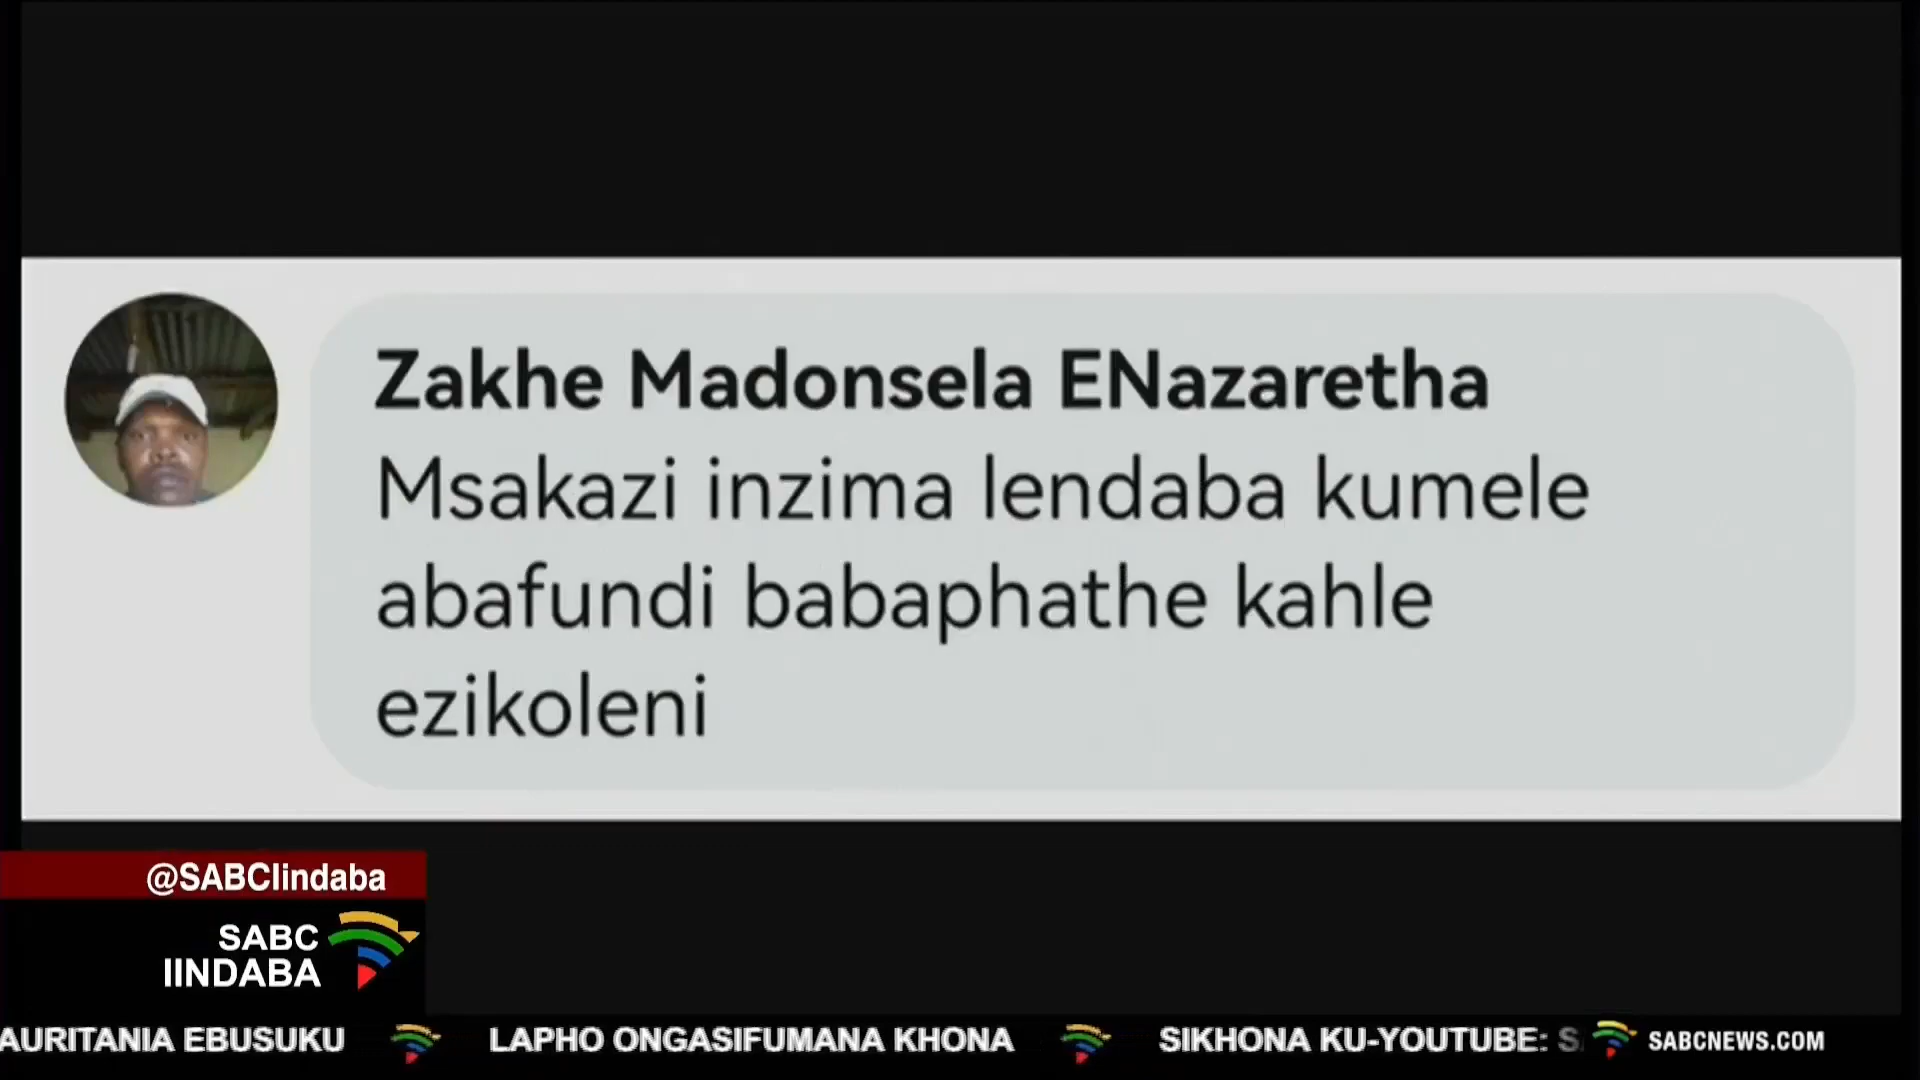 Zakhe Madonsela ENazaretha
Msakazi inzima lendaba kumele
abafundi babaphathe kahle
ezikoleni
@SABCIindaba
SABC
IINDABA
AURITANIA EBUSUKU LAPHO ONGASIFUMANA KHONA SIKHONA KU-YOUTUBE: SABCNEWS.COM